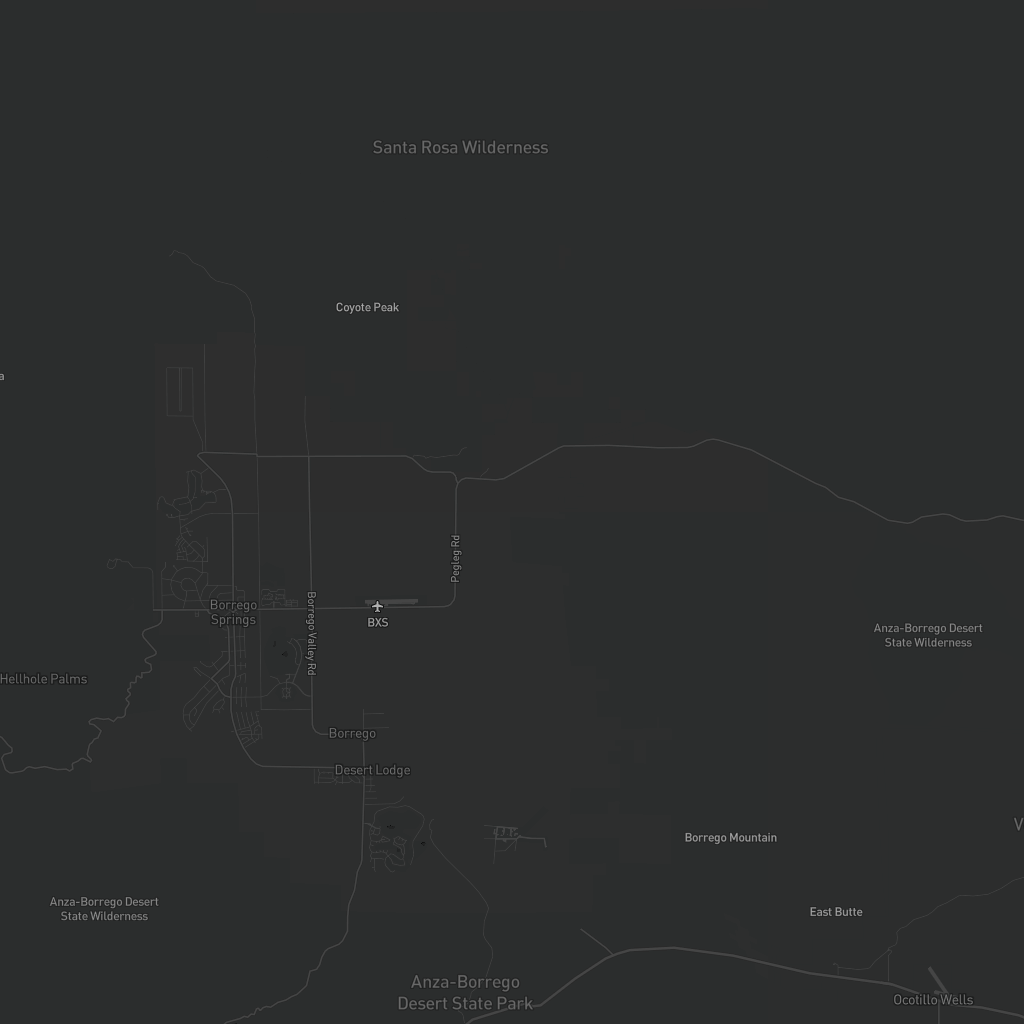 Santa Rosa Wilderness
Coyote Peak
a
Pegleg Rd
Borrego
Springs
Borrego Valley Rd
BXS
Anza-Borrego Desert
State Wilderness
Hellhole Palms
Borrego
Desert Lodge
V
Borrego Mountain
Anza-Borrego Desert
State Wilderness
East Butte
Anza-Borrego
Desert State Park
Ocotillo Wells